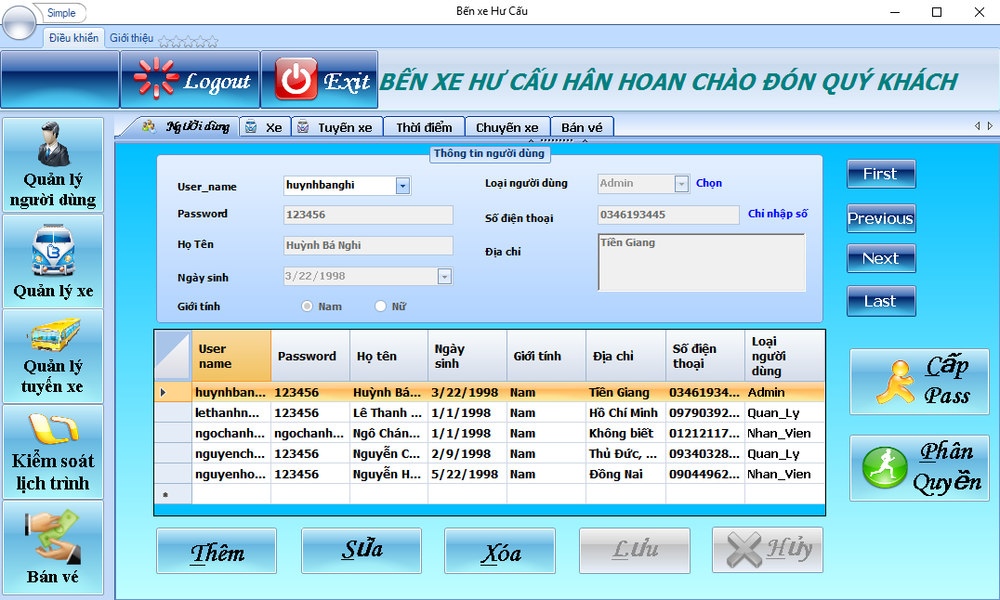 Bến xe Hư Cấu
Simple
Điều khiển Giới thiệu
Logout Exit BẾN XE HƯ CẤU HÂN HOAN CHÀO ĐÓN QUÝ KHÁCH
Người dùng Xe Tuyến xe Thời điểm Chuyến xe Bán vé
Quản lý
người dùng
Quản lý xe
Quản lý
tuyến xe
Kiểm soát
lịch trình
Bán vé
Thông tin người dùng
User_name huynhbanghi Loại người dùng Admin Chọn
Password 123456 Số điện thoại 0346193445 Chỉ nhập số
Họ Tên Huỳnh Bá Nghi Địa chỉ Tiền Giang
Ngày sinh 3/22/1998
Giới tính Nam Nữ
First
Previous
Next
Last
User name Password Họ tên Ngày sinh Giới tính Địa chỉ Số điện thoại Loại người dùng
huynhban... 123456 Huỳnh Bá... 3/22/1998 Nam Tiền Giang 03461934... Admin
lethanhn... 123456 Lê Thanh ... 1/1/1998 Nam Hồ Chí Minh 09790392... Quan_Ly
ngochanh... ngochanh... Ngô Chán... 1/1/1998 Nam Không biết 01212117... Nhan_Vien
nguyench... 123456 Nguyễn C... 2/9/1998 Nam Thủ Đức, ... 09340328... Quan_Ly
nguyenho... 123456 Nguyễn H... 5/22/1998 Nam Đồng Nai 09044962... Nhan_Vien
*
Cấp
Pass
Phân
Quyền
Thêm Sửa Xóa Lưu Hủy